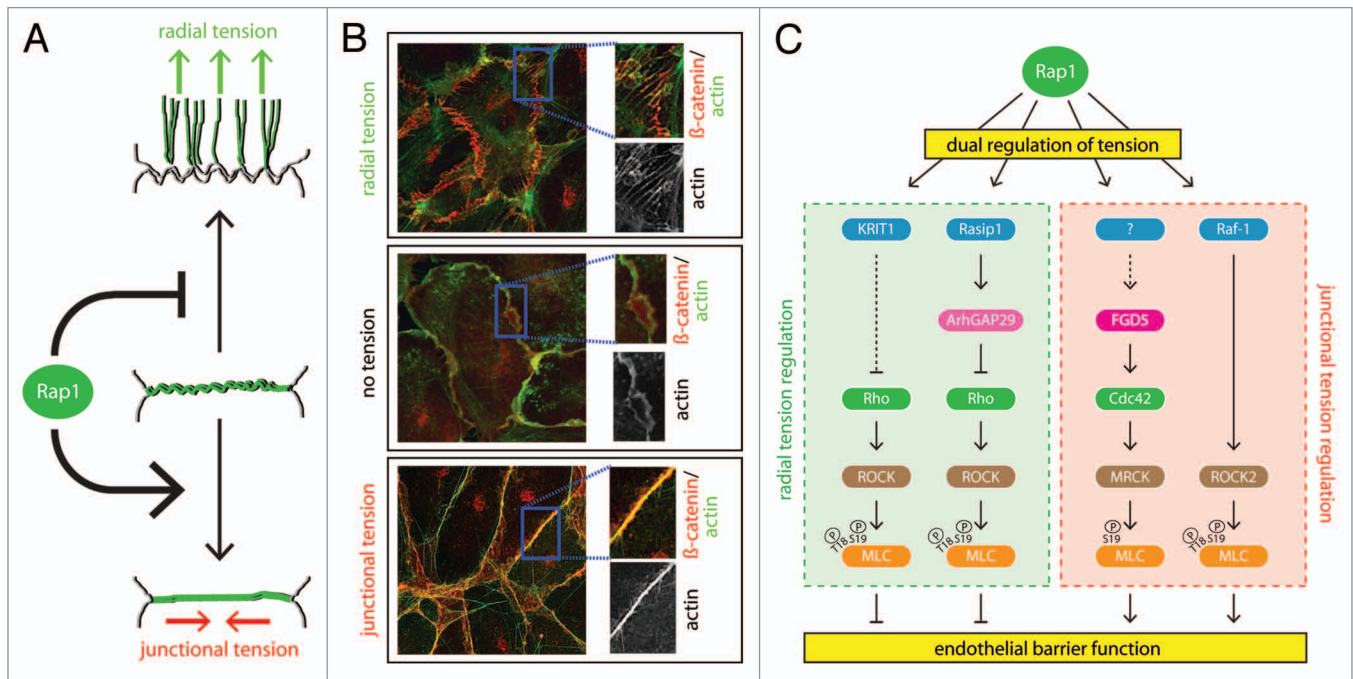 A
radial tension
Rap1
junctional tension
B
radial tension
ß-catenin/
actin
actin
no tension
ß-catenin/
actin
actin
junctional tension
ß-catenin/
actin
actin
C
Rap1
dual regulation of tension
radial tension regulation
KRIT1 Rasip1 ? Raf-1
ArhGAP29 FGD5
Rho Rho Cdc42
ROCK ROCK MRCK ROCK2
P P P P P P P
T18 S19 T18 S19 S19 T18 S19
MLC MLC MLC MLC
junctional tension regulation
endothelial barrier function